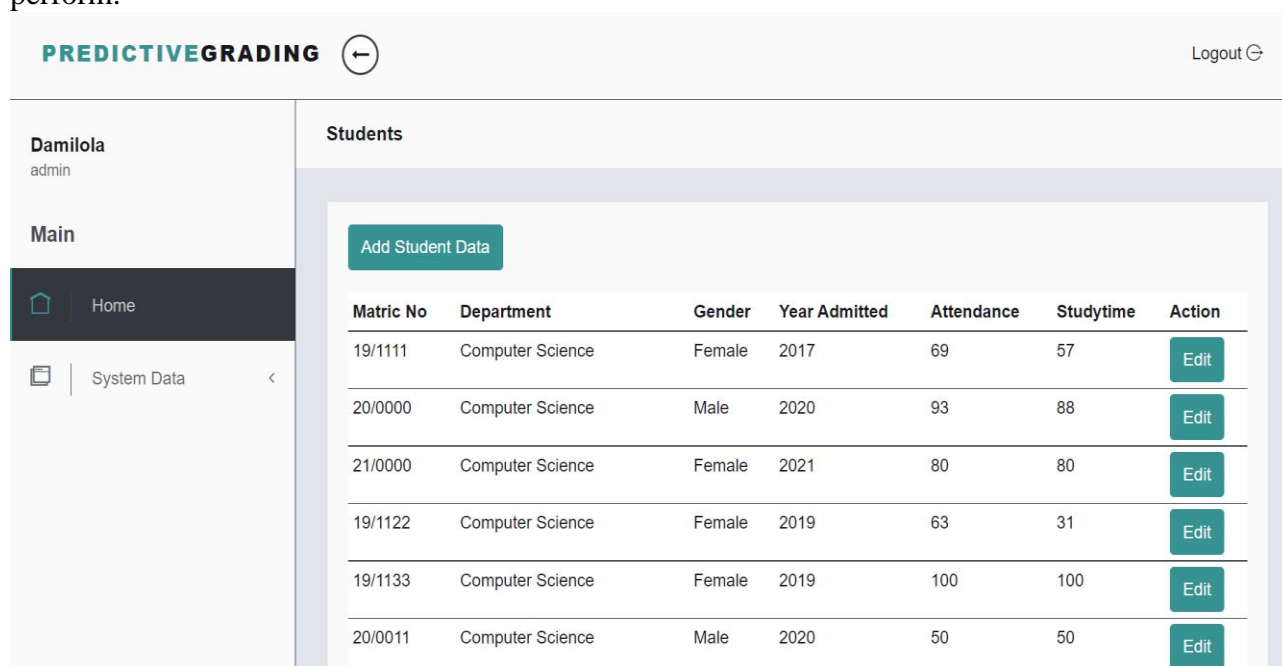 perform.
PREDICTIVEGRADING
Logout
Damilola
admin
Main
Home
System Data
Students
Add Student Data
Matric No Department Gender Year Admitted Attendance Studytime Action
19/1111 Computer Science Female 2017 69 57 Edit
20/0000 Computer Science Male 2020 93 88 Edit
21/0000 Computer Science Female 2021 80 80 Edit
19/1122 Computer Science Female 2019 63 31 Edit
19/1133 Computer Science Female 2019 100 100 Edit
20/0011 Computer Science Male 2020 50 50 Edit